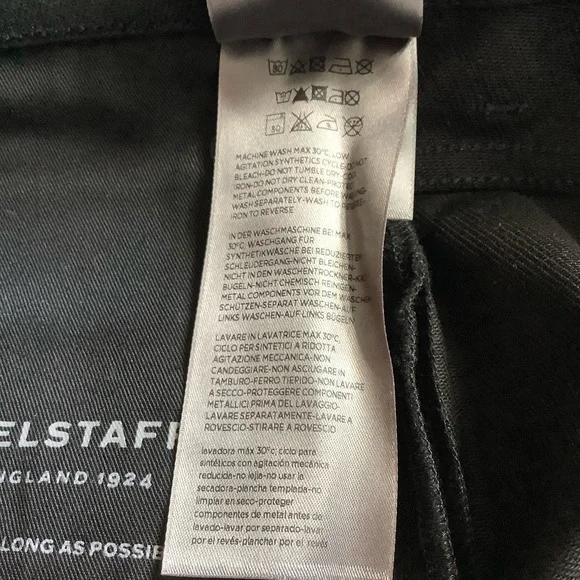 MACHINE WASH MAX 30°C, LOW
AGITATION SYNTHETICS CYCLE-DO NOT
BLEACH-DO NOT TUMBLE DRY-COOL
IRON-DO NOT DRY CLEAN-PROTECT
METAL COMPONENTS BEFORE WASHING-
WASH SEPARATELY-WASH IN REVERSE-
IRON TO REVERSE
IN DER WASCHMASCHINE BEI MAX
30°C, WASCHGANG FÜR
SYNTHETIKWÄSCHE BEI REDUZIERTER
SCHLEUDERGANG-NICHT BLEICHEN-
NICHT IN DEN WASCHENTROCKNER-
BÜGELN-NICHT CHEMISCH REINIGEN-
METAL COMPONENTS VOR DEM WASCHEN
SCHÜTZEN-SEPARAT WASCHEN-AUF
LINKS WASCHEN-AUF LINKS BÜGELN
LAVARE IN LAVATRICE MAX 30°C,
CICLO PER SINTETICI A RIDOTTA
AGITAZIONE MECCANICA-NON
CANDEGGIARE-NON ASCIUGARE IN
TAMBURO-FERRO TIEPIDO-NON LAVARE
A SECCO-PROTEGGERE COMPONENTI
METALLICI PRIMA DEL LAVAGGIO-
LAVARE SEPARATAMENTE-LAVARE A
ROVESCIO-STIRARE A ROVESCIO
lavadora máx 30°c; ciclo para
sintéticos con agitación mecánica
reducida-no lejía-no usar la
secadora-plancha templada-no
limpiar en seco-proteger
componentes de metal antes de
lavado-lavar por separado-lavar
por el revés-planchar por el revés
ELSTAFF
NGLAND 1924
LONG AS POSSIB